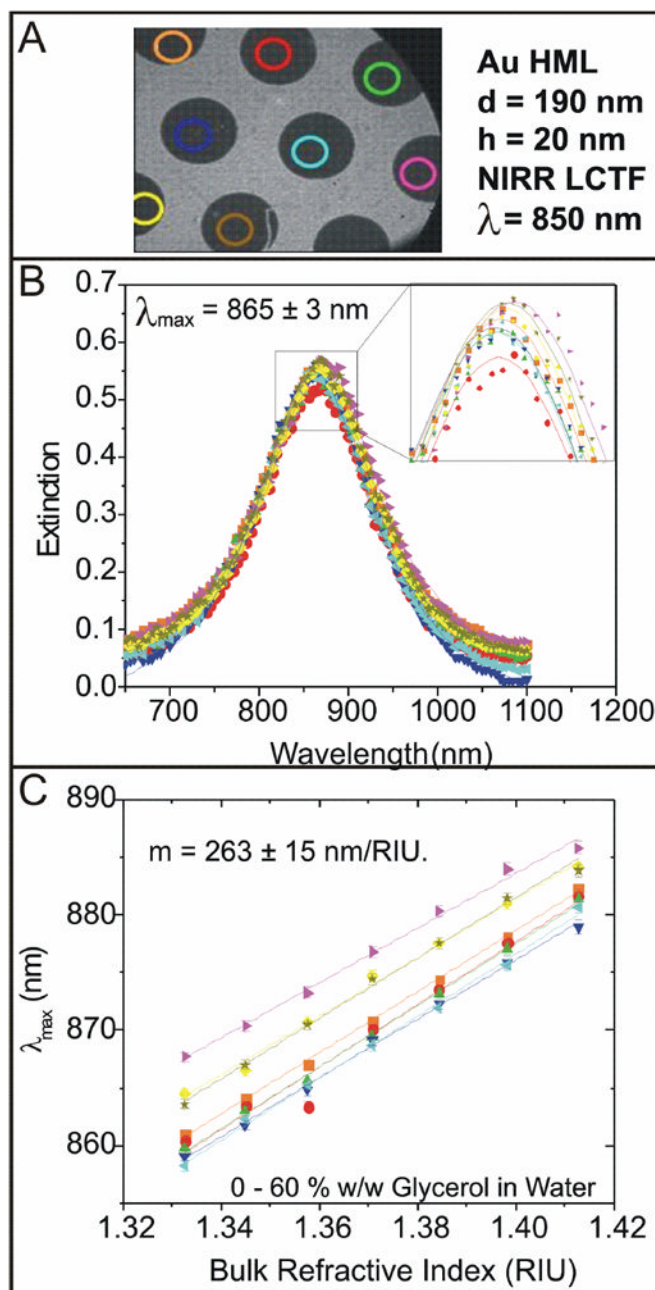 A
Au HML
d = 190 nm
h = 20 nm
NIRR LCTF
λ = 850 nm
B
λmax = 865 ± 3 nm
0.7
0.6
0.5
0.4
0.3
0.2
0.1
0.0
Extinction
700 800 900 1000 1100 1200
Wavelength(nm)
C
m = 263 ± 15 nm/RIU.
890
880
870
860
λmax (nm)
0 - 60 % w/w Glycerol in Water
1.32 1.34 1.36 1.38 1.40 1.42
Bulk Refractive Index (RIU)